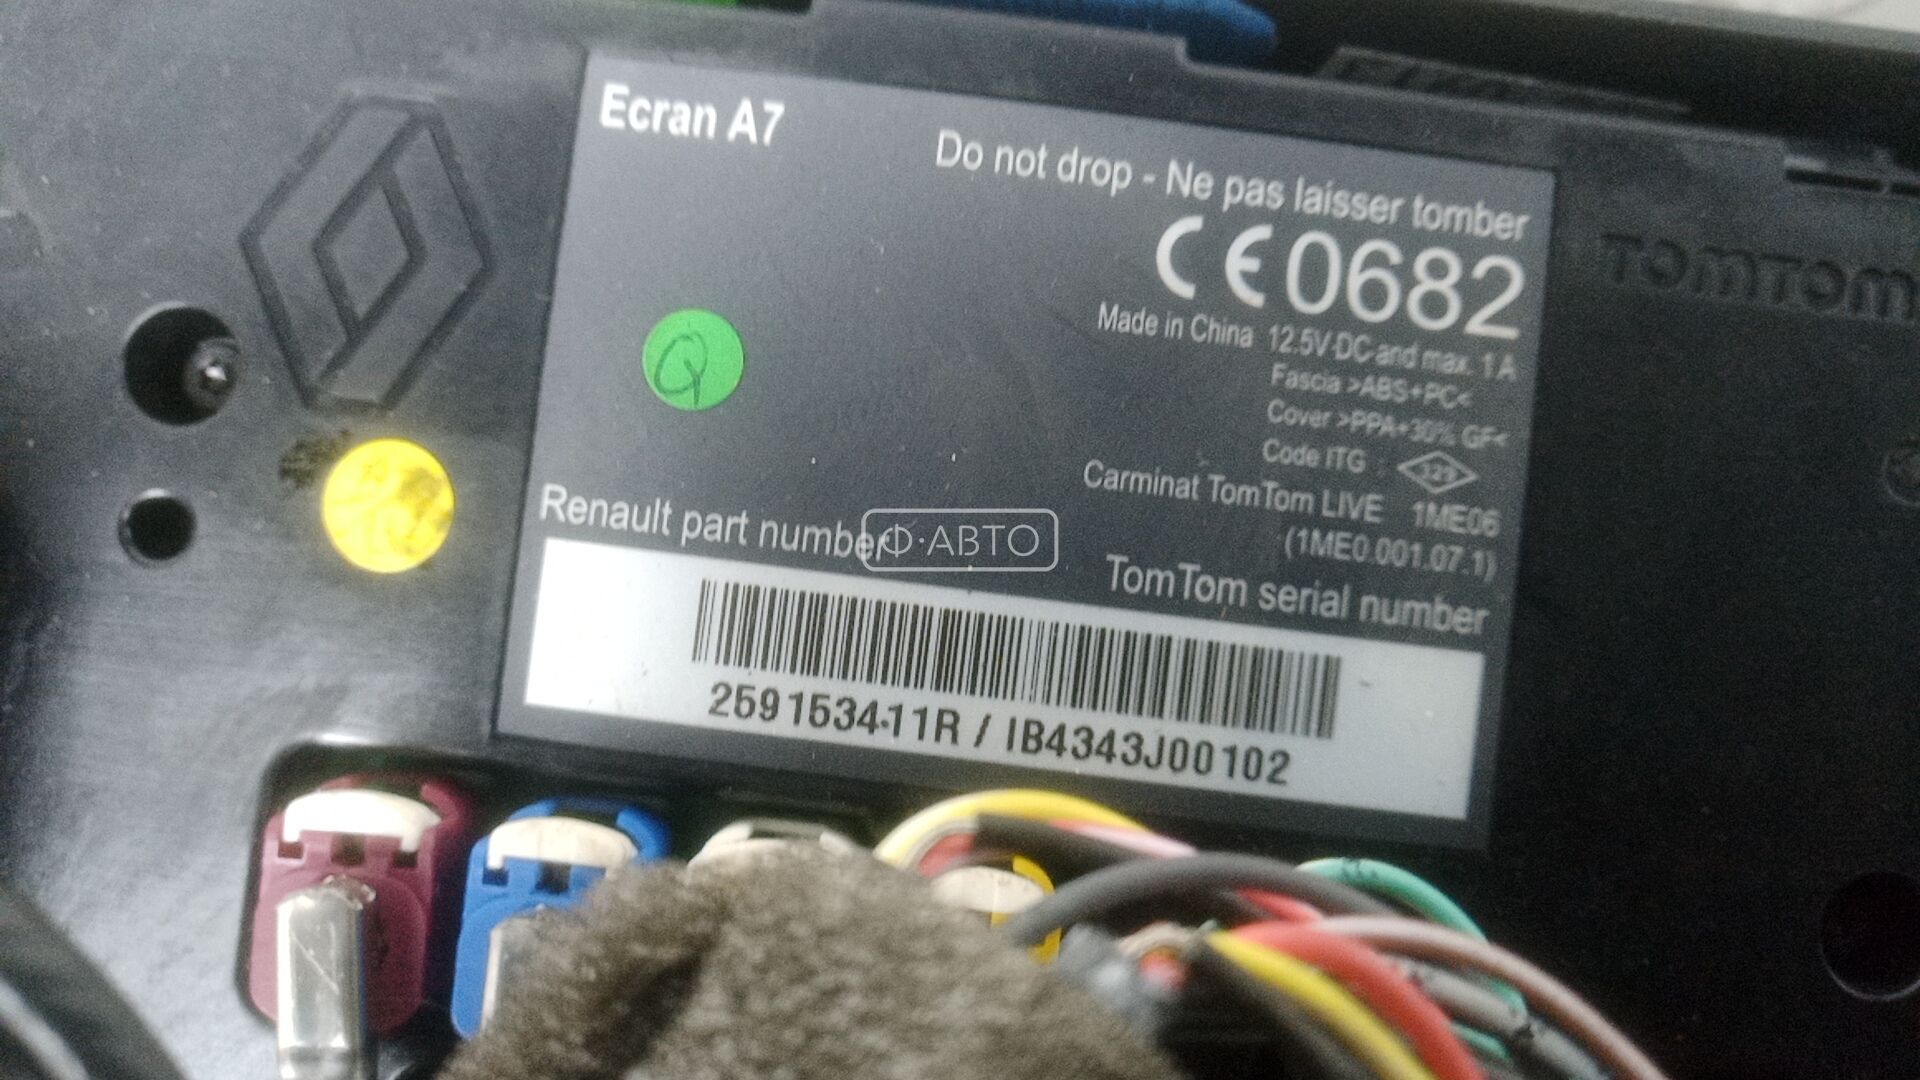 Ecran A7
Do not drop - Ne pas laisser tomber
CE0682
Made in China 12.5V DC and max. 1 A
Fascia >ABS+PC<
Cover >PPA+30% GF<
Code ITG 329
Carminat TomTom LIVE 1ME06
(1ME0.001.07.1)
Renault part number
TomTom serial number
259153411R / IB4343J00102
Q
TOMTOM
Ф·АВТО